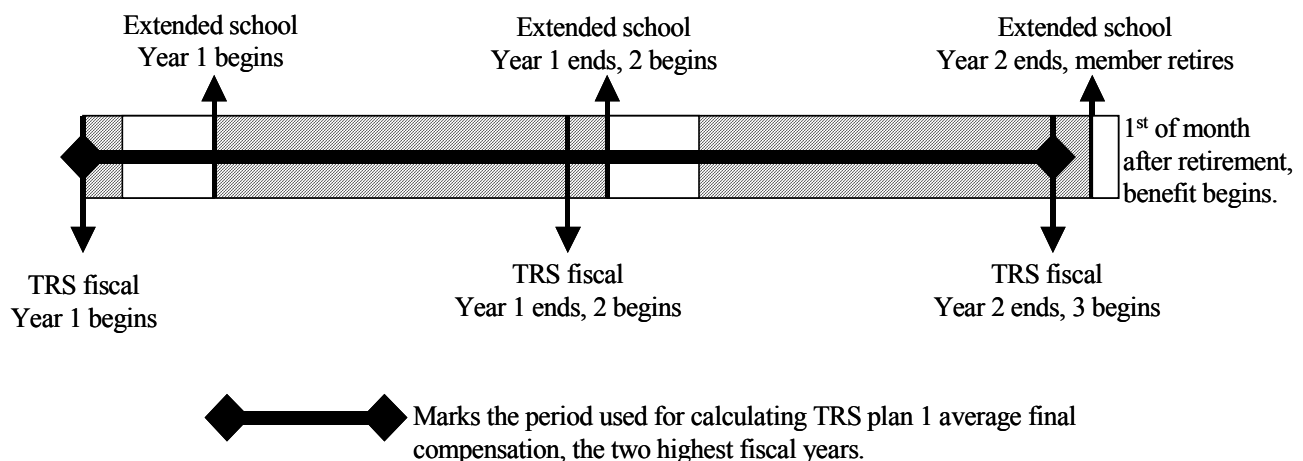 Extended school
Year 1 begins
Extended school
Year 1 ends, 2 begins
Extended school
Year 2 ends, member retires
1st of month
after retirement,
benefit begins.
TRS fiscal
Year 1 begins
TRS fiscal
Year 1 ends, 2 begins
TRS fiscal
Year 2 ends, 3 begins
Marks the period used for calculating TRS plan 1 average final
compensation, the two highest fiscal years.